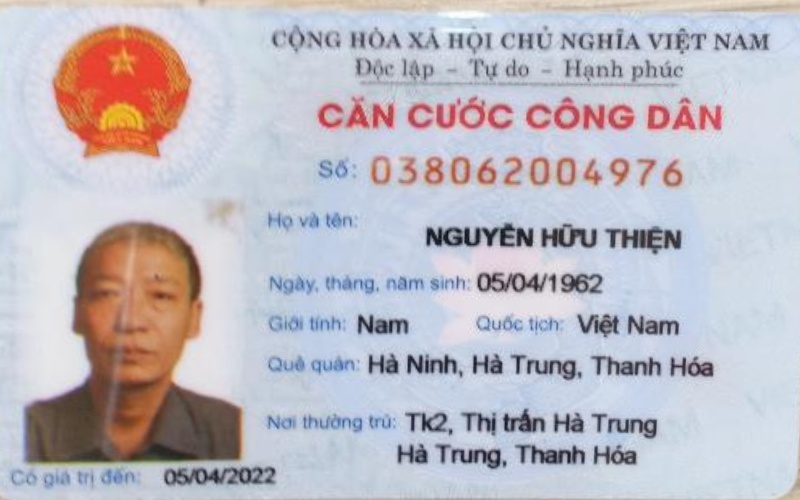 CỘNG HÒA XÃ HỘI CHỦ NGHĨA VIỆT NAM
Độc lập – Tự do – Hạnh phúc
CĂN CƯỚC CÔNG DÂN
Số: 038062004976
Họ và tên:
NGUYỄN HỮU THIỆN
Ngày, tháng, năm sinh: 05/04/1962
Giới tính: Nam Quốc tịch: Việt Nam
Quê quán: Hà Ninh, Hà Trung, Thanh Hóa
Nơi thường trú: Tk2, Thị trấn Hà Trung
Hà Trung, Thanh Hóa
Có giá trị đến: 05/04/2022